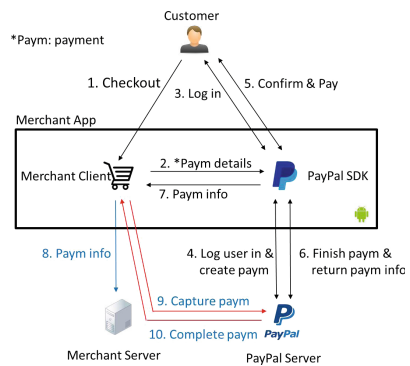 Customer
*Paym: payment
1. Checkout
5. Confirm & Pay
3. Log in
Merchant App
2. *Paym details
Merchant Client
PayPal SDK
7. Paym info
8. Paym info
4. Log user in &
create paym
6. Finish paym &
return paym info
9. Capture paym
10. Complete paym
PayPal
Merchant Server
PayPal Server